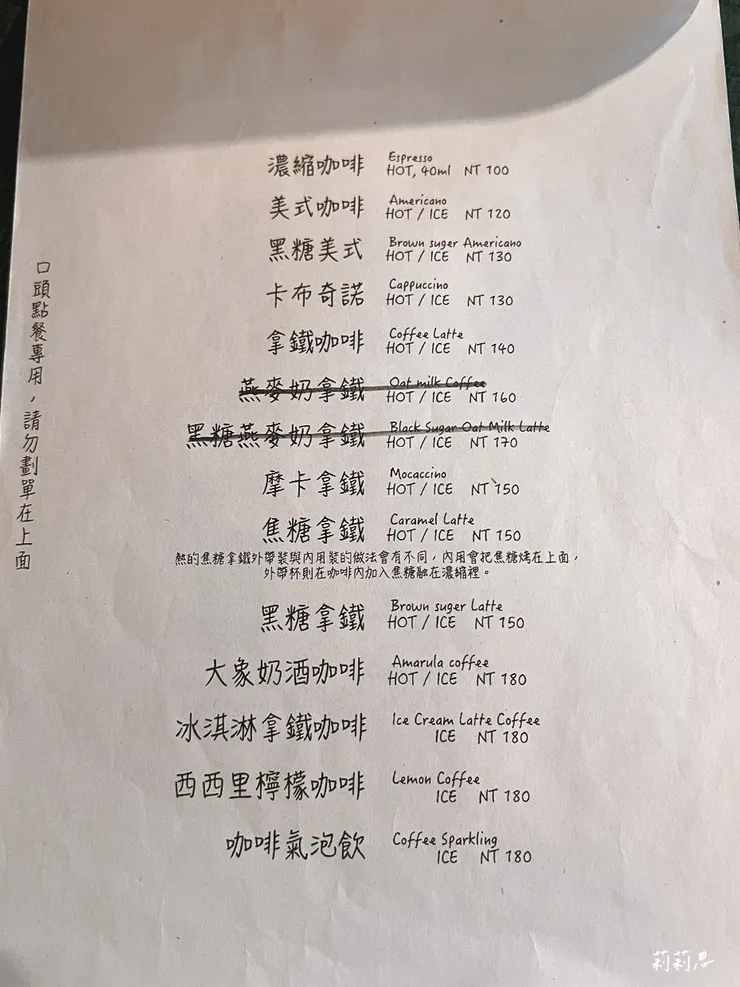 濃縮咖啡 Espresso
HOT, 40ml NT 100
美式咖啡 Americano
HOT / ICE NT 120
黑糖美式 Brown suger Americano
HOT / ICE NT 130
卡布奇諾 Cappuccino
HOT / ICE NT 130
拿鐵咖啡 Coffee Latte
HOT / ICE NT 140
燕麥奶拿鐵 Oat milk Coffee
HOT / ICE NT 160
黑糖燕麥奶拿鐵 Black Sugar Oat Milk Latte
HOT / ICE NT 170
摩卡拿鐵 Mocaccino
HOT / ICE NT 150
焦糖拿鐵 Caramel Latte
HOT / ICE NT 150
熱的焦糖拿鐵外帶裝與內用裝的做法會有不同，內用會把焦糖烤在上面，
外帶杯則在咖啡內加入焦糖融在濃縮裡。
黑糖拿鐵 Brown suger Latte
HOT / ICE NT 150
大象奶酒咖啡 Amarula coffee
HOT / ICE NT 180
冰淇淋拿鐵咖啡 Ice Cream Latte Coffee
ICE NT 180
西西里檸檬咖啡 Lemon Coffee
ICE NT 180
咖啡氣泡飲 Coffee Sparkling
ICE NT 180
口頭點餐專用，請勿劃單在上面
莉莉思